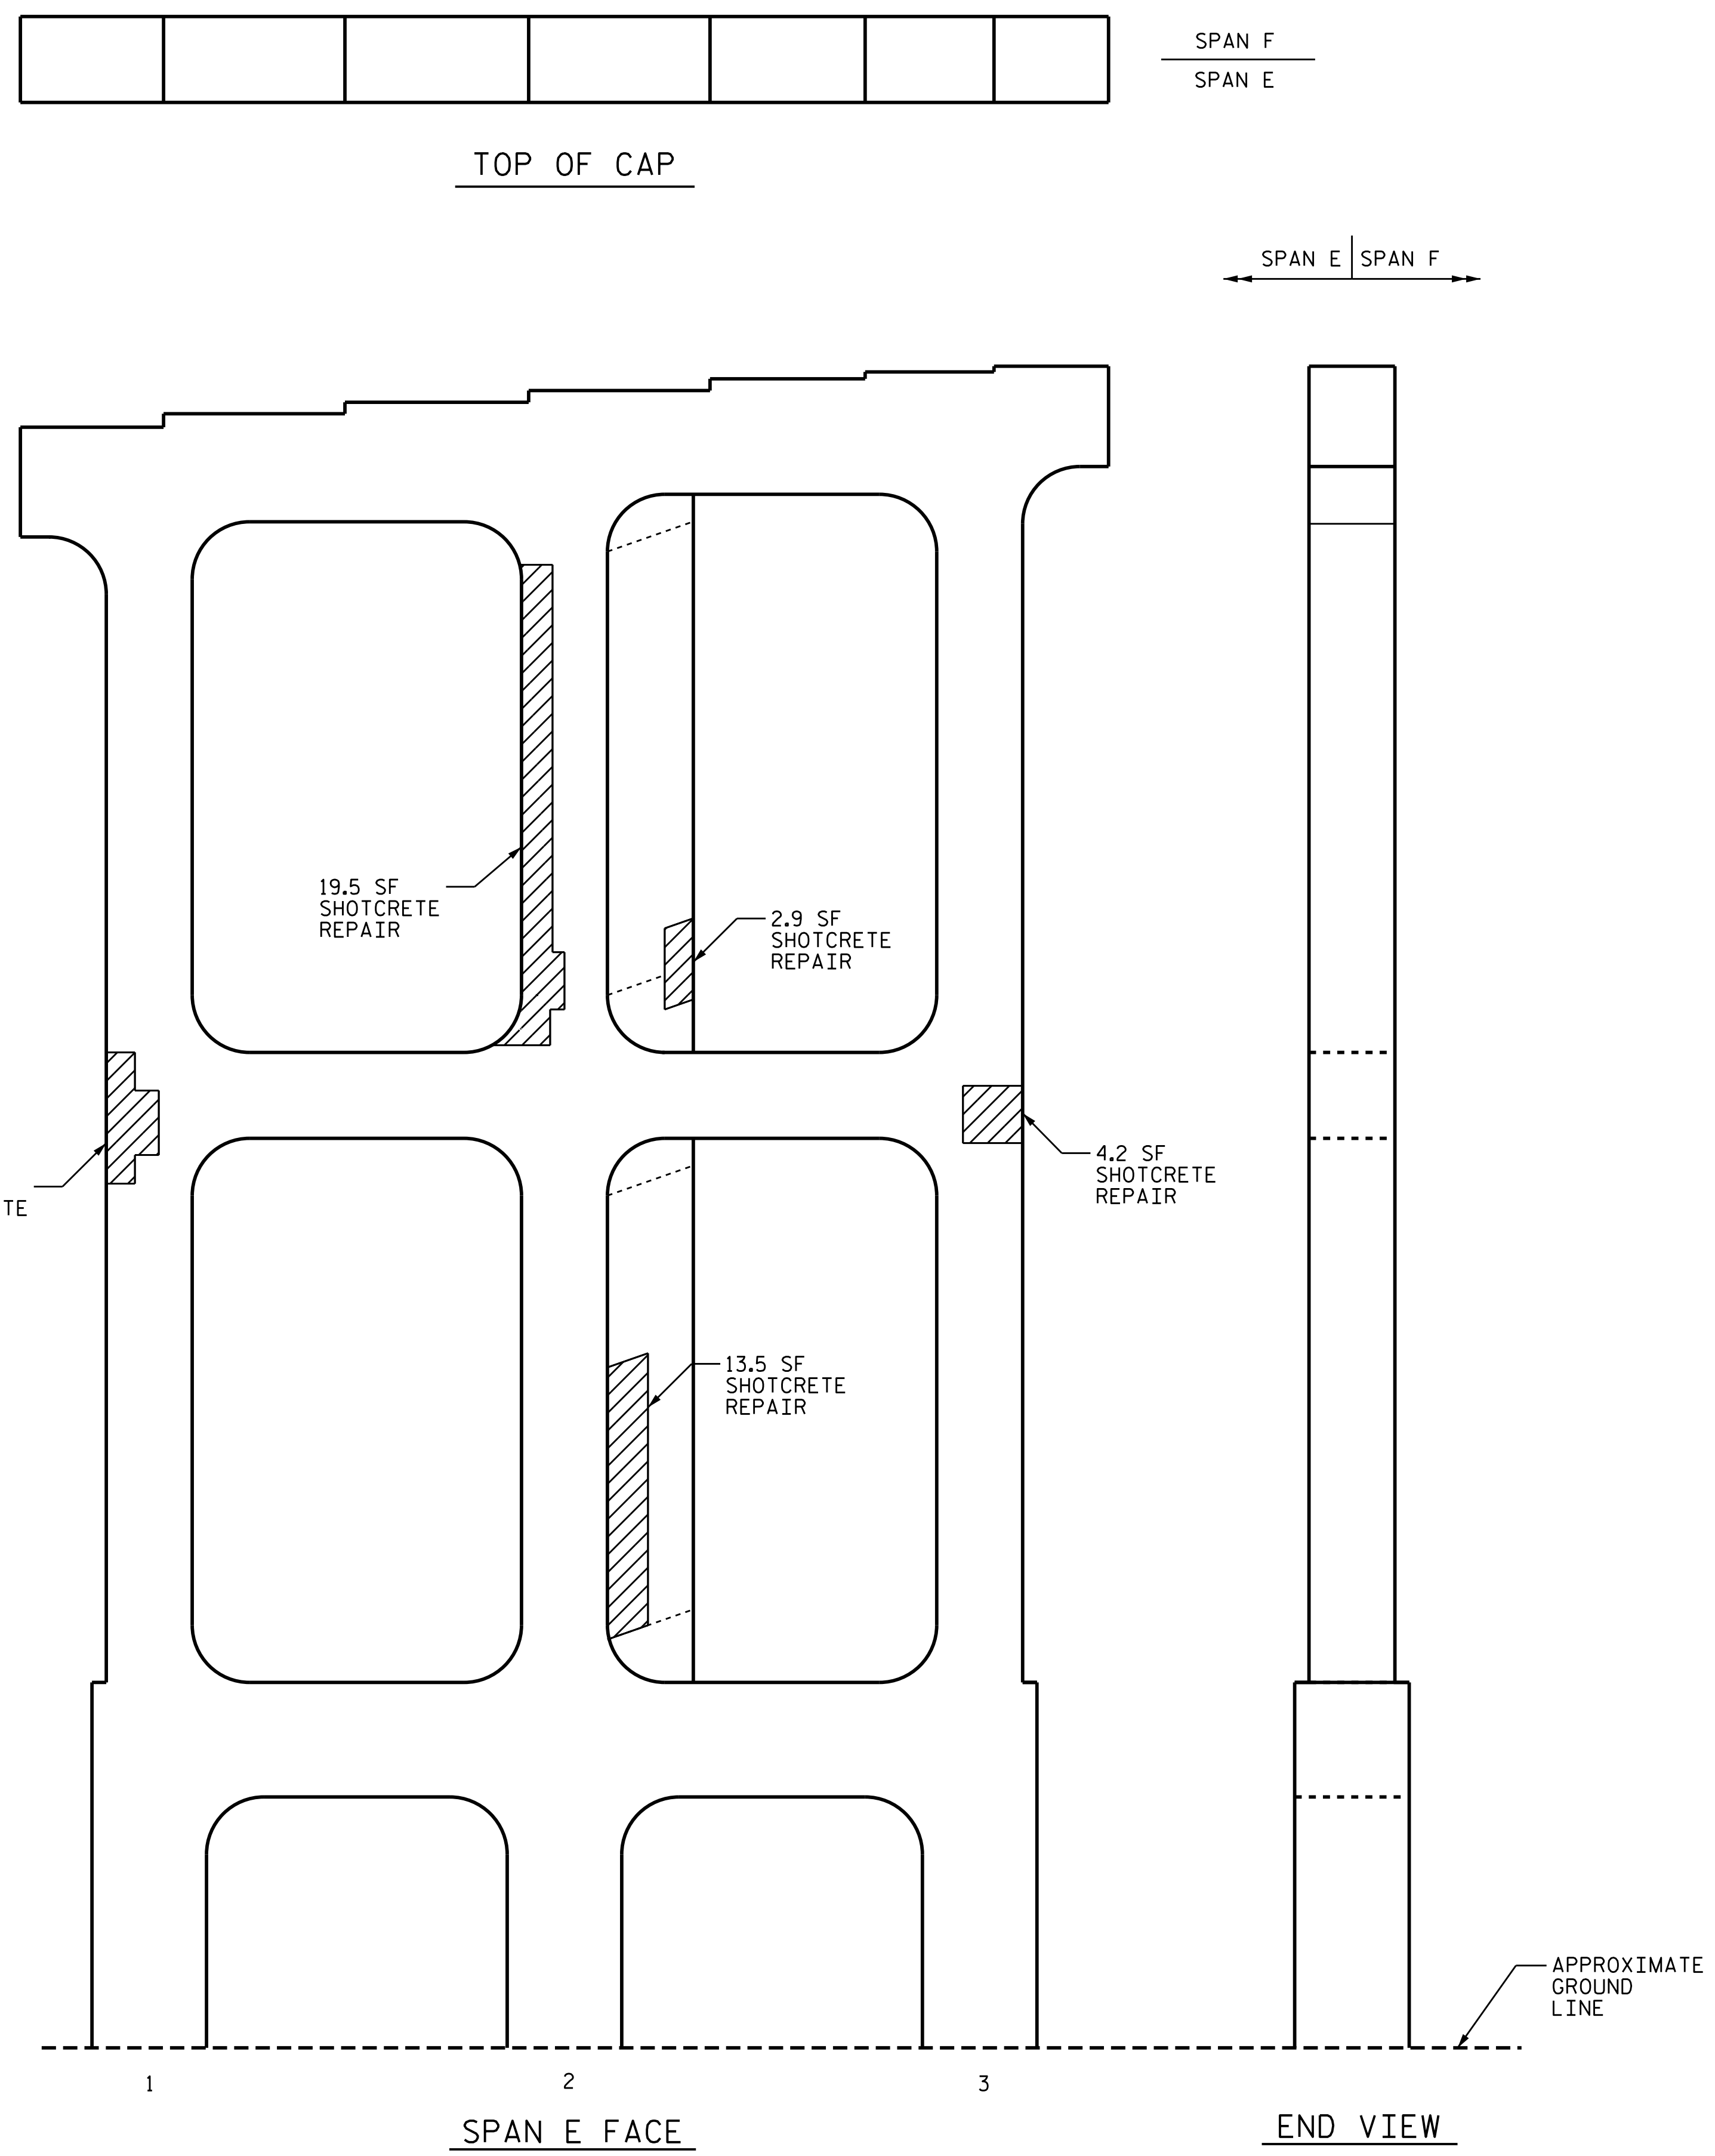 SPAN F
SPAN E
TOP OF CAP
SPAN E SPAN F
19.5 SF
SHOTCRETE
REPAIR
2.9 SF
SHOTCRETE
REPAIR
4.2 SF
SHOTCRETE
REPAIR
TE
13.5 SF
SHOTCRETE
REPAIR
APPROXIMATE
GROUND
LINE
1 2 3
SPAN E FACE
END VIEW